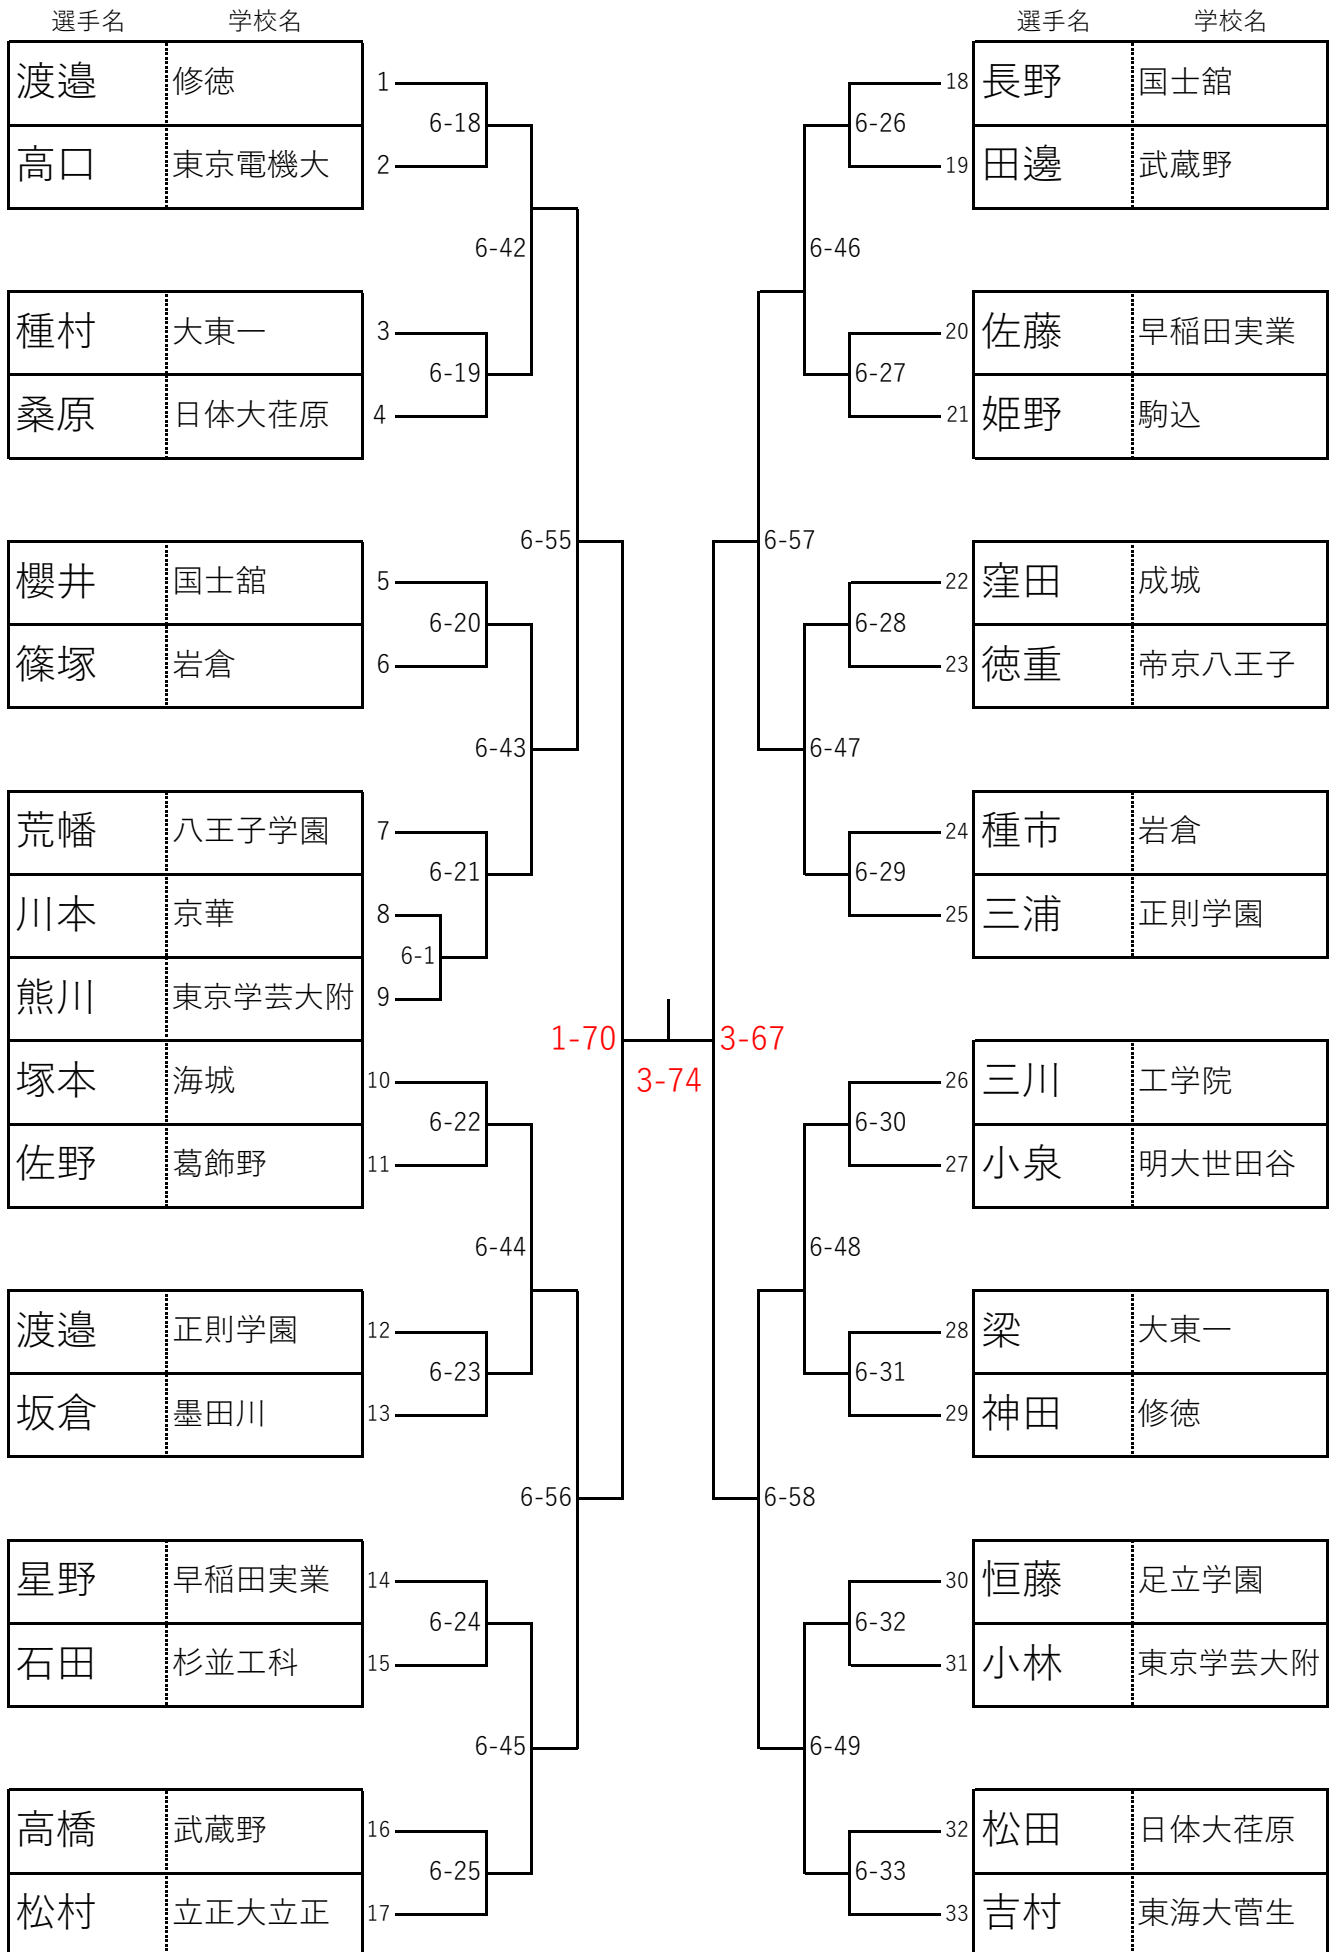 選手名 学校名
渡邉 修徳 1
6-18
高口 東京電機大 2
6-42
種村 大東一 3
6-19
桑原 日体大荏原 4
6-55
櫻井 国士舘 5
6-20
篠塚 岩倉 6
6-43
荒幡 八王子学園 7
6-21
川本 京華 8
6-1
熊川 東京学芸大附 9
1-70
塚本 海城 10
6-22
佐野 葛飾野 11
6-44
渡邉 正則学園 12
6-23
坂倉 墨田川 13
6-56
星野 早稲田実業 14
6-24
石田 杉並工科 15
6-45
高橋 武蔵野 16
6-25
松村 立正大立正 17
3-74
選手名 学校名
18 長野 国士舘
6-26
19 田邊 武蔵野
6-46
20 佐藤 早稲田実業
6-27
21 姫野 駒込
6-57
22 窪田 成城
6-28
23 徳重 帝京八王子
6-47
24 種市 岩倉
6-29
25 三浦 正則学園
3-67
26 三川 工学院
6-30
27 小泉 明大世田谷
6-48
28 梁 大東一
6-31
29 神田 修徳
6-58
30 恒藤 足立学園
6-32
31 小林 東京学芸大附
6-49
32 松田 日体大荏原
6-33
33 吉村 東海大菅生